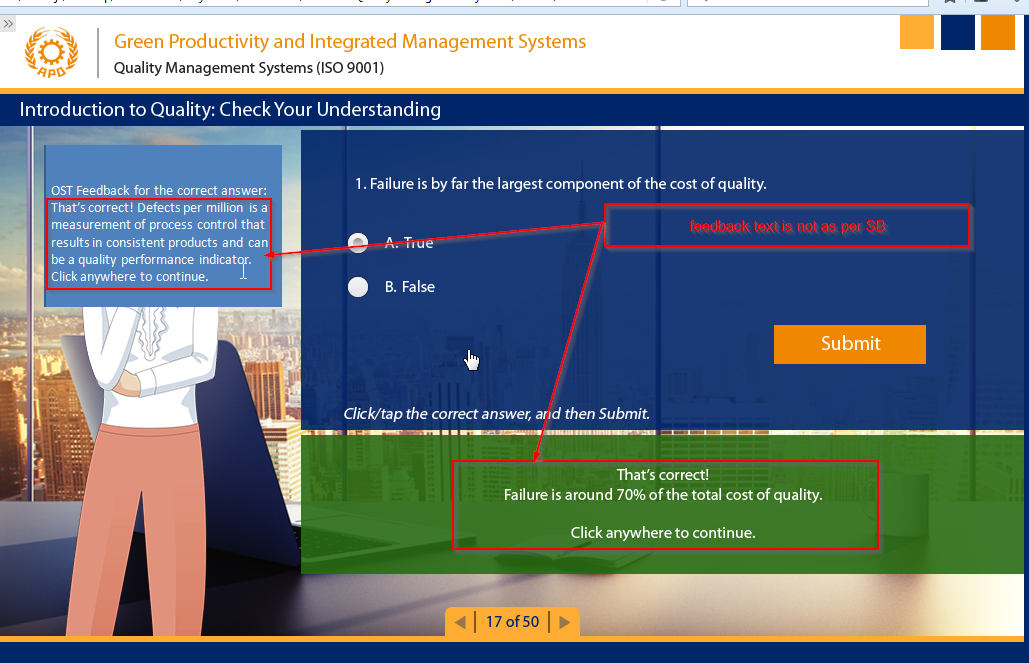 »
APO
Green Productivity and Integrated Management Systems
Quality Management Systems (ISO 9001)
Introduction to Quality: Check Your Understanding
OST Feedback for the correct answer:
That's correct! Defects per million is a
measurement of process control that
results in consistent products and can
be a quality performance indicator.
Click anywhere to continue.
1. Failure is by far the largest component of the cost of quality.
feedback text is not as per SB
A. True
B. False
Submit
Click/tap the correct answer, and then Submit.
That's correct!
Failure is around 70% of the total cost of quality.
Click anywhere to continue.
17 of 50